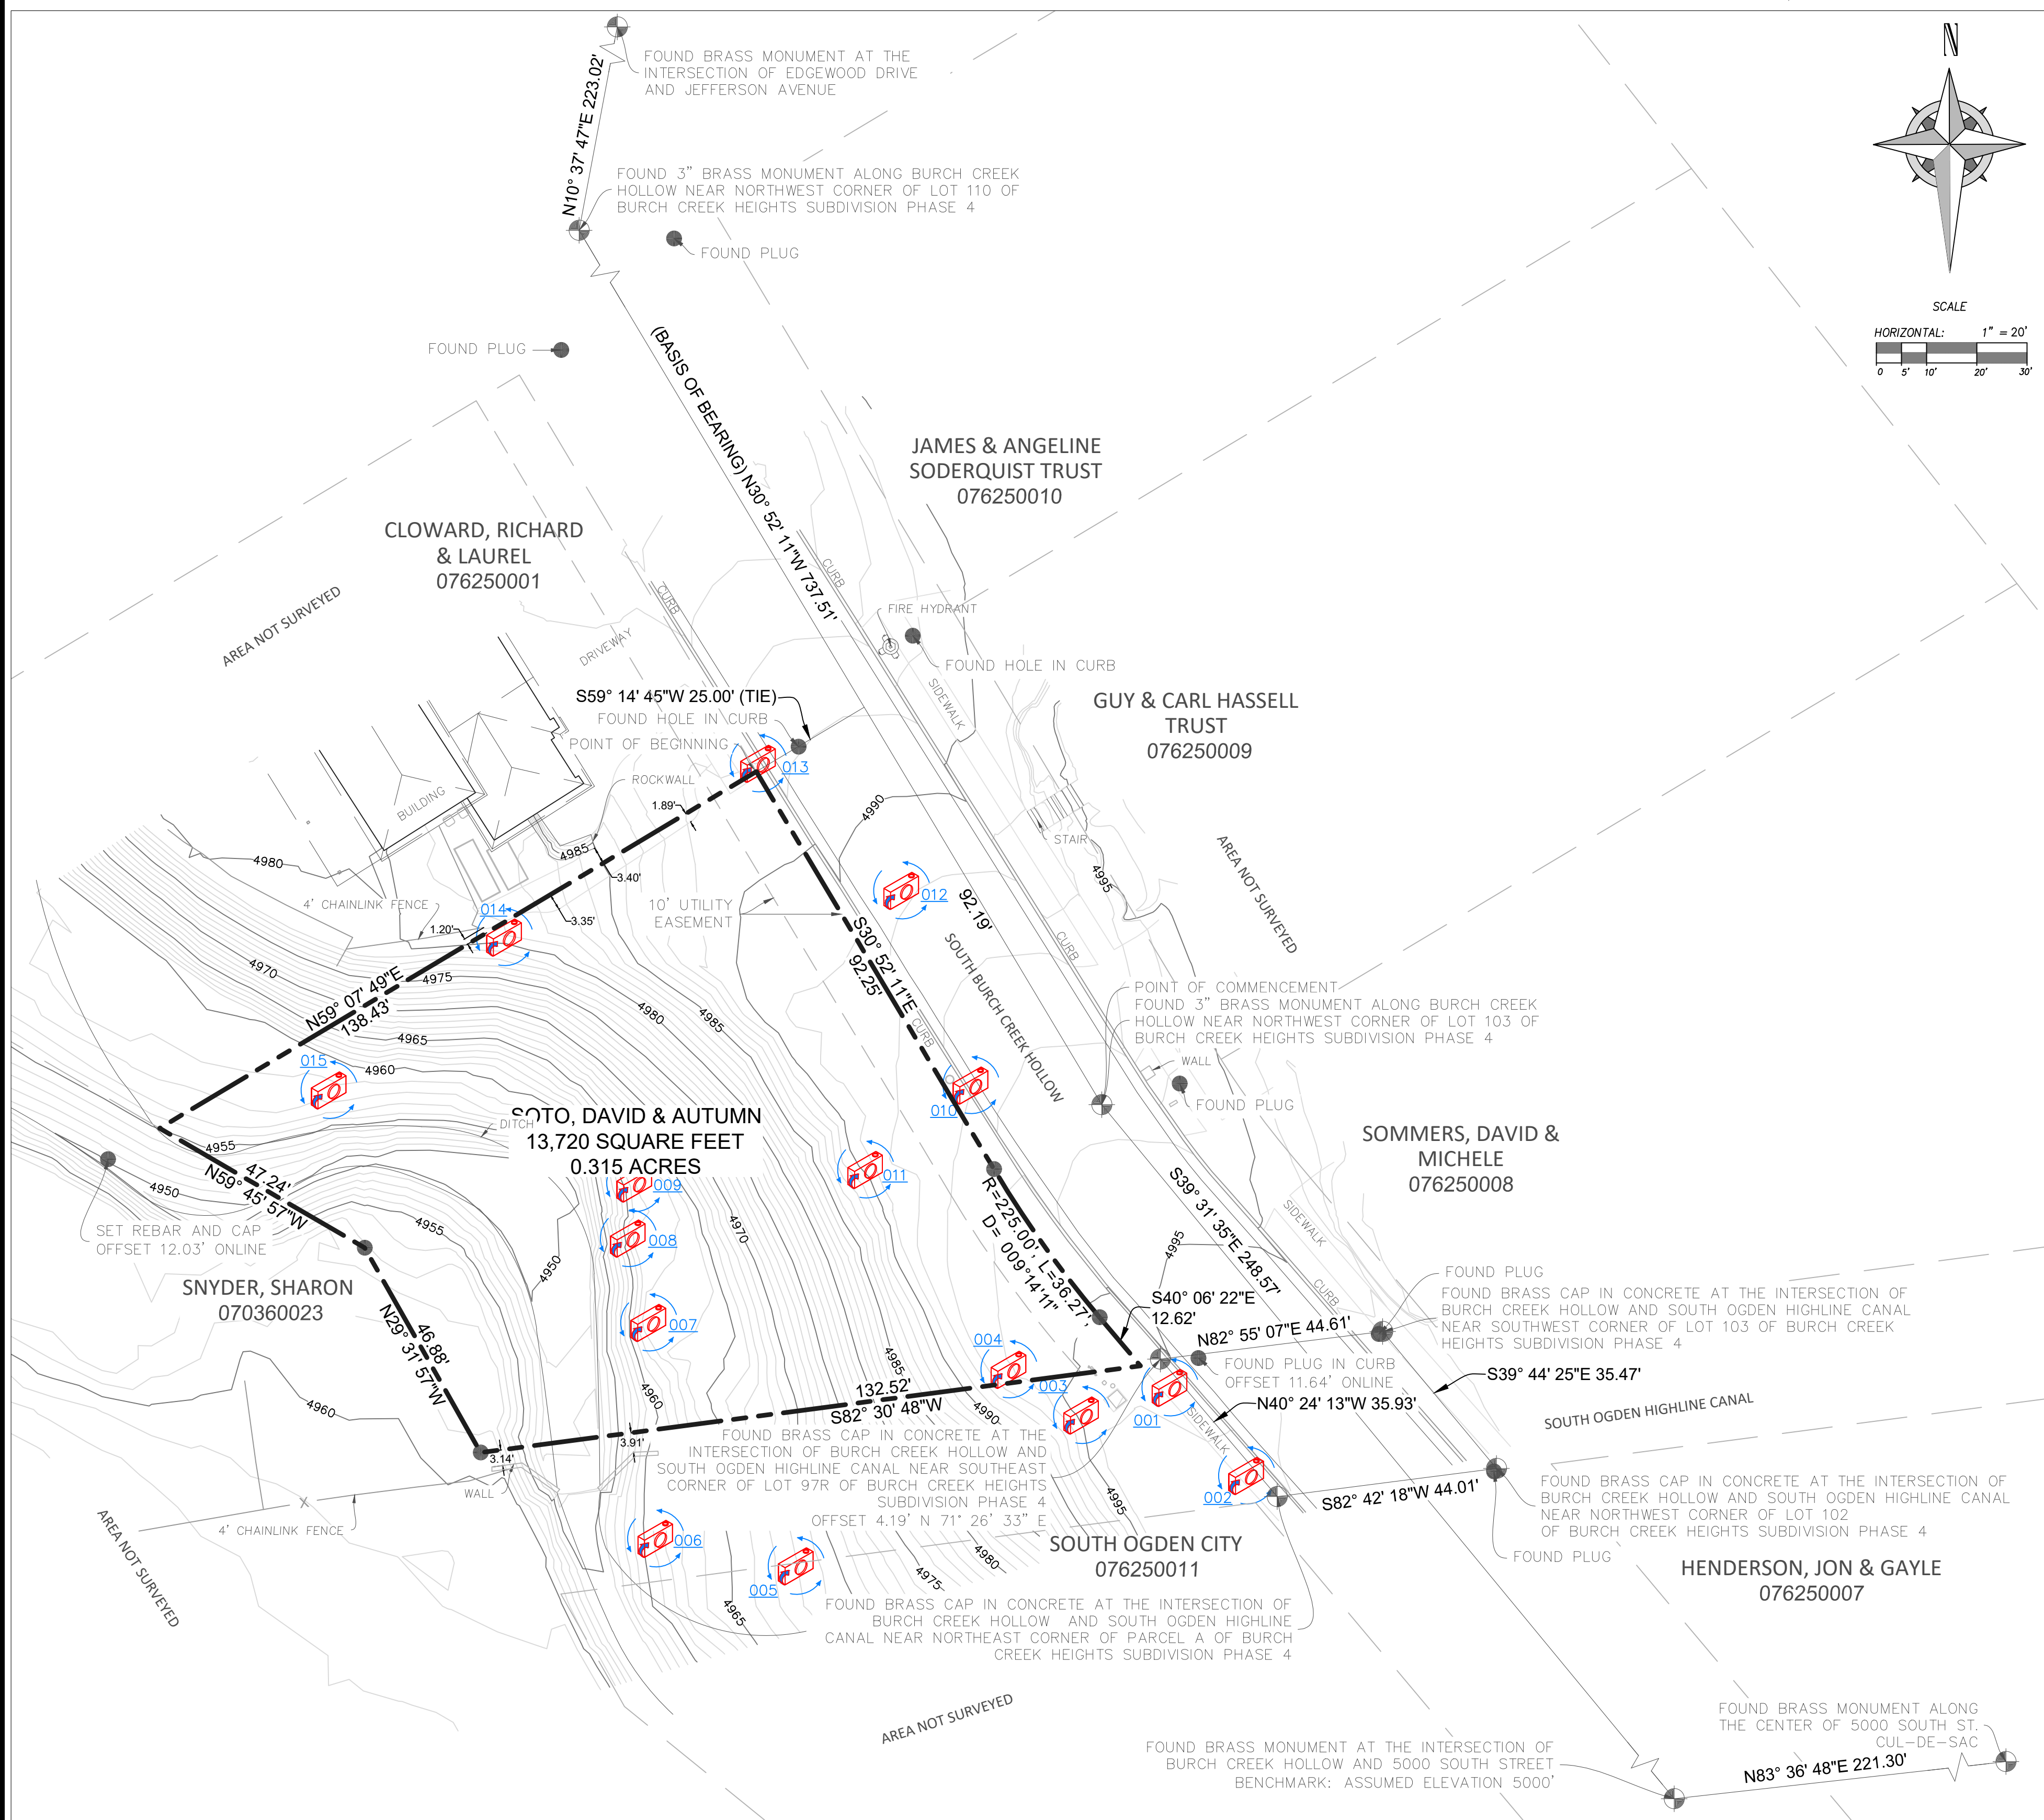 N
FOUND BRASS MONUMENT AT THE
INTERSECTION OF EDGEWOOD DRIVE
AND JEFFERSON AVENUE
N10° 37' 47"E 223.02'
FOUND 3" BRASS MONUMENT ALONG BURCH CREEK
HOLLOW NEAR NORTHWEST CORNER OF LOT 110 OF
BURCH CREEK HEIGHTS SUBDIVISION PHASE 4
FOUND PLUG
SCALE
HORIZONTAL: 1" = 20'
0 5' 10' 20' 30'
FOUND PLUG
(BASIS OF BEARING) N30° 52' 11"W 737.51'
JAMES & ANGELINE
SODERQUIST TRUST
076250010
CLOWARD, RICHARD
& LAUREL
076250001
AREA NOT SURVEYED
CURB
CURB
FIRE HYDRANT
DRIVEWAY
FOUND HOLE IN CURB
SIDEWALK
S59° 14' 45"W 25.00' (TIE)
FOUND HOLE IN CURB
POINT OF BEGINNING
013
GUY & CARL HASSELL
TRUST
076250009
ROCKWALL
BUILDING
1.89'
4990
STAIR
4985
4980
3.40'
4995
AREA NOT SURVEYED
4' CHAINLINK FENCE
014
1.20'
3.35'
10' UTILITY
EASEMENT
012
92.19'
S30° 52' 11"E
92.25'
CURB
SOUTH BURCH CREEK HOLLOW
4970
4975
N59° 07' 49"E
138.43'
4980
4985
CURB
4965
POINT OF COMMENCEMENT
FOUND 3" BRASS MONUMENT ALONG BURCH CREEK
HOLLOW NEAR NORTHWEST CORNER OF LOT 103 OF
BURCH CREEK HEIGHTS SUBDIVISION PHASE 4
WALL
FOUND PLUG
015
4960
010
SOTO, DAVID & AUTUMN
DITCH
13,720 SQUARE FEET
0.315 ACRES
4955
SOMMERS, DAVID &
MICHELE
076250008
011
009
4950
47.24'
N59° 45' 57"W
S39° 31' 35"E 248.57'
R=225.00', L=36.27',
D= 009°14'11"
SIDEWALK
SET REBAR AND CAP
OFFSET 12.03' ONLINE
4955
4970
008
4995
4950
SNYDER, SHARON
070360023
CURB
FOUND PLUG
FOUND BRASS CAP IN CONCRETE AT THE INTERSECTION OF
BURCH CREEK HOLLOW AND SOUTH OGDEN HIGHLINE CANAL
NEAR SOUTHWEST CORNER OF LOT 103 OF BURCH CREEK
HEIGHTS SUBDIVISION PHASE 4
S40° 06' 22"E
12.62'
007
46.88'
N29° 31' 57"W
004
N82° 55' 07"E 44.61'
4985
FOUND PLUG IN CURB
OFFSET 11.64' ONLINE
S39° 44' 25"E 35.47'
003
4960
4960
132.52'
S82° 30' 48"W
4990
001
N40° 24' 13"W 35.93'
SOUTH OGDEN HIGHLINE CANAL
SIDEWALK
3.91'
3.14'
FOUND BRASS CAP IN CONCRETE AT THE
INTERSECTION OF BURCH CREEK HOLLOW AND
SOUTH OGDEN HIGHLINE CANAL NEAR SOUTHEAST
CORNER OF LOT 97R OF BURCH CREEK HEIGHTS
SUBDIVISION PHASE 4
OFFSET 4.19' N 71° 26' 33" E
WALL
4995
002
S82° 42' 18"W 44.01'
FOUND BRASS CAP IN CONCRETE AT THE INTERSECTION OF
BURCH CREEK HOLLOW AND SOUTH OGDEN HIGHLINE CANAL
NEAR NORTHWEST CORNER OF LOT 102
OF BURCH CREEK HEIGHTS SUBDIVISION PHASE 4
FOUND PLUG
4' CHAINLINK FENCE
X
AREA NOT SURVEYED
006
SOUTH OGDEN CITY
076250011
4980
4975
005
4965
HENDERSON, JON & GAYLE
076250007
FOUND BRASS CAP IN CONCRETE AT THE INTERSECTION OF
BURCH CREEK HOLLOW AND SOUTH OGDEN HIGHLINE
CANAL NEAR NORTHEAST CORNER OF PARCEL A OF BURCH
CREEK HEIGHTS SUBDIVISION PHASE 4
AREA NOT SURVEYED
FOUND BRASS MONUMENT ALONG
THE CENTER OF 5000 SOUTH ST.
CUL-DE-SAC
FOUND BRASS MONUMENT AT THE INTERSECTION OF
BURCH CREEK HOLLOW AND 5000 SOUTH STREET
BENCHMARK: ASSUMED ELEVATION 5000'
N83° 36' 48"E 221.30'